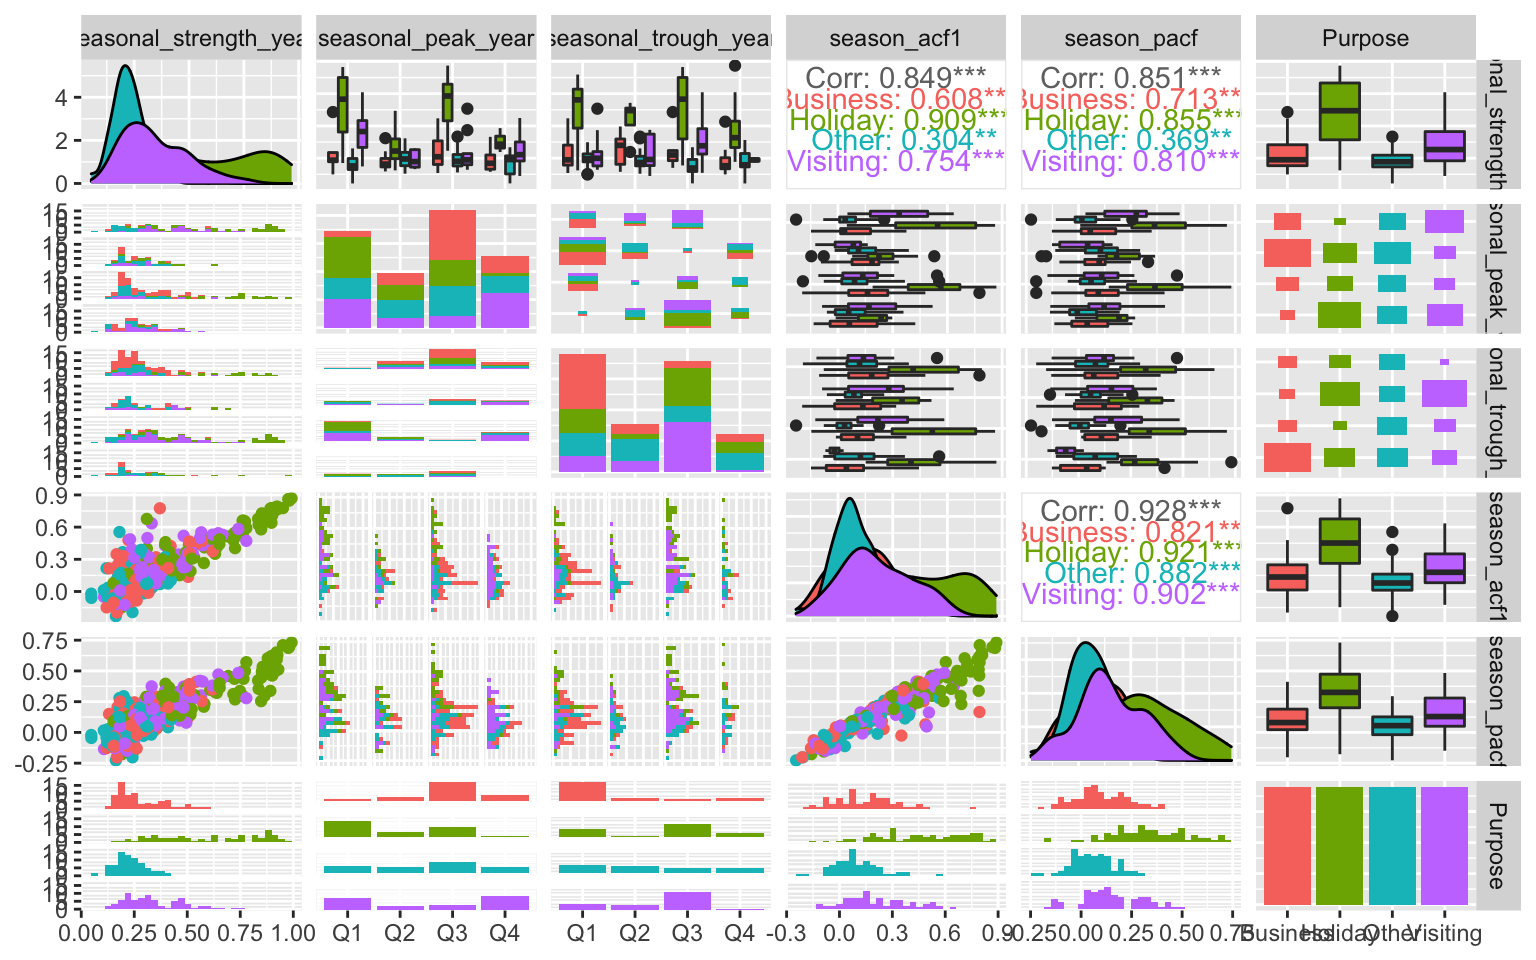 easonal_strength_yea
seasonal_peak_year
seasonal_trough_year
season_acf1
season_pacf
Purpose
Corr: 0.849***
Business: 0.608**
Holiday: 0.909***
Other: 0.304**
Visiting: 0.754***
Corr: 0.851***
Business: 0.713**
Holiday: 0.855***
Other: 0.369**
Visiting: 0.810***
nal_strength
4
2
0
sonal_peak_
onal_trough_
0.9
0.6
0.3
0.0
Corr: 0.928***
Business: 0.821**
Holiday: 0.921***
Other: 0.882***
Visiting: 0.902***
season_acf1
0.75
0.50
0.25
0.00
-0.25
season_pacf
Purpose
0.00 0.25 0.50 0.75 1.00
Q1 Q2 Q3 Q4
Q1 Q2 Q3 Q4
-0.3 0.0 0.3 0.6 0.9
0.25 0.00 0.25 0.50 0.75
Business Holiday Other Visiting